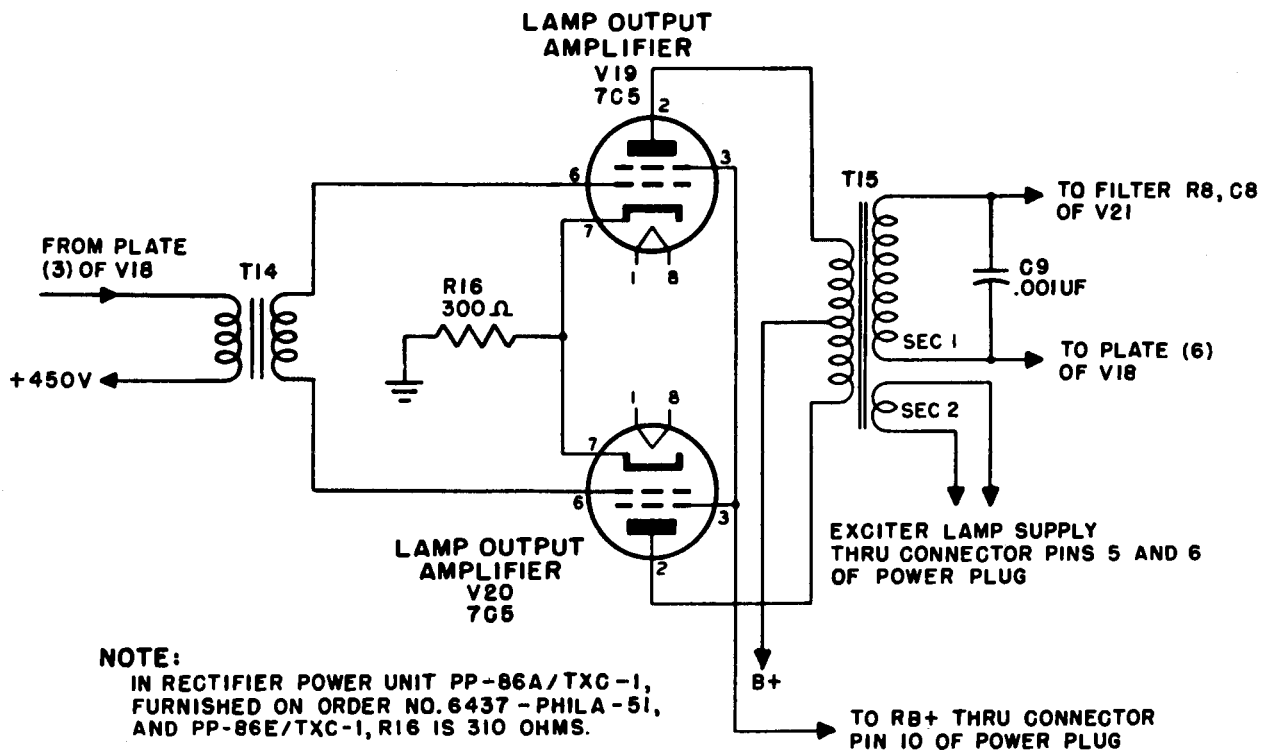 LAMP OUTPUT
AMPLIFIER
V19
7C5
2
3
6
7
1 8
FROM PLATE
(3) OF V18
T14
+450V
R16
300Ω
T15
TO FILTER R8, C8
OF V21
C9
.001UF
SEC 1
TO PLATE (6)
OF V18
SEC 2
1 8
7
6
3
2
LAMP OUTPUT
AMPLIFIER
V20
7C5
EXCITER LAMP SUPPLY
THRU CONNECTOR PINS 5 AND 6
OF POWER PLUG
B+
NOTE:
IN RECTIFIER POWER UNIT PP-86A/TXC-1,
FURNISHED ON ORDER NO. 6437-PHILA-51,
AND PP-86E/TXC-1, R16 IS 310 OHMS.
TO RB+ THRU CONNECTOR
PIN 10 OF POWER PLUG